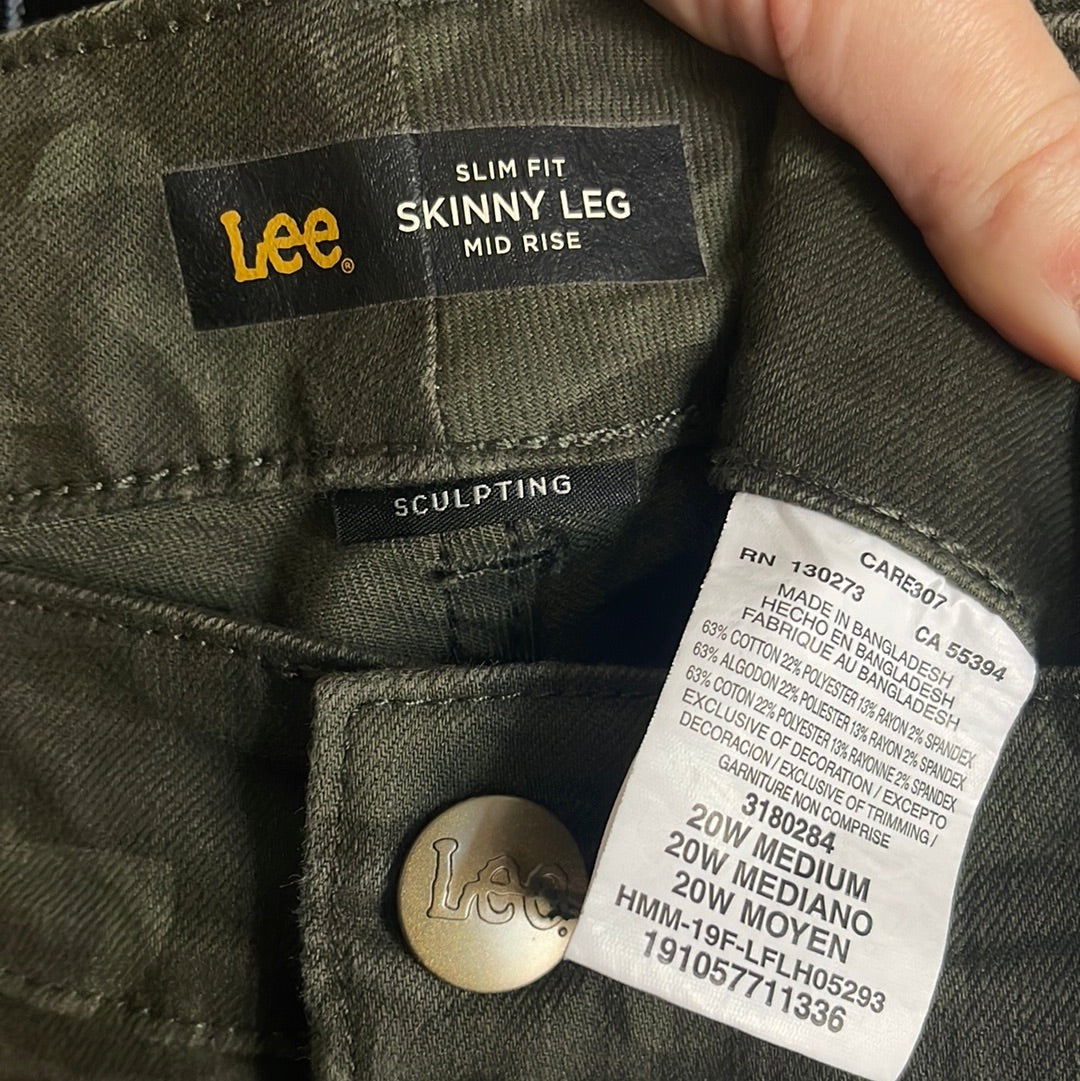 Lee®
SLIM FIT
SKINNY LEG
MID RISE
SCULPTING
CARE307
RN 130273 CA 55394
MADE IN BANGLADESH
HECHO EN BANGLADESH
FABRIQUE AU BANGLADESH
63% COTTON 22% POLYESTER 13% RAYON 2% SPANDEX
63% ALGODON 22% POLIESTER 13% RAYON 2% SPANDEX
63% COTON 22% POLYESTER 13% RAYONNE 2% SPANDEX
EXCLUSIVE OF DECORATION / EXCEPTO
DECORACION / EXCLUSIVE OF TRIMMING /
GARNITURE NON COMPRISE
3180284
20W MEDIUM
20W MEDIANO
20W MOYEN
HMM-19F-LFLH05293
191057711336
Lee®